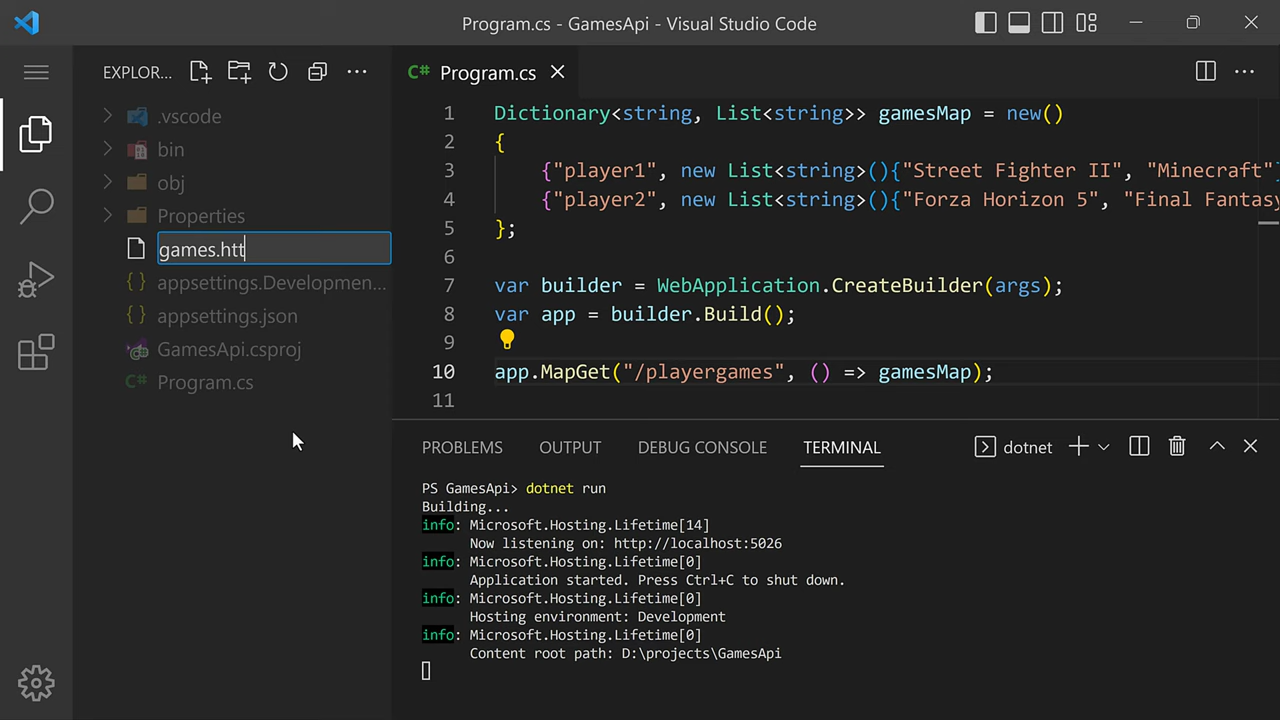 Program.cs - GamesApi - Visual Studio Code
EXPLOR...
.vscode
bin
obj
Properties
games.htt
appsettings.Developmen...
appsettings.json
GamesApi.csproj
C# Program.cs
C# Program.cs
1 Dictionary<string, List<string>> gamesMap = new()
2 {
3 {"player1", new List<string>(){"Street Fighter II", "Minecraft"
4 {"player2", new List<string>(){"Forza Horizon 5", "Final Fantasy
5 };
6
7 var builder = WebApplication.CreateBuilder(args);
8 var app = builder.Build();
9
10 app.MapGet("/playergames", () => gamesMap);
11
PROBLEMS OUTPUT DEBUG CONSOLE TERMINAL dotnet
PS GamesApi> dotnet run
Building...
info: Microsoft.Hosting.Lifetime[14]
Now listening on: http://localhost:5026
info: Microsoft.Hosting.Lifetime[0]
Application started. Press Ctrl+C to shut down.
info: Microsoft.Hosting.Lifetime[0]
Hosting environment: Development
info: Microsoft.Hosting.Lifetime[0]
Content root path: D:\projects\GamesApi